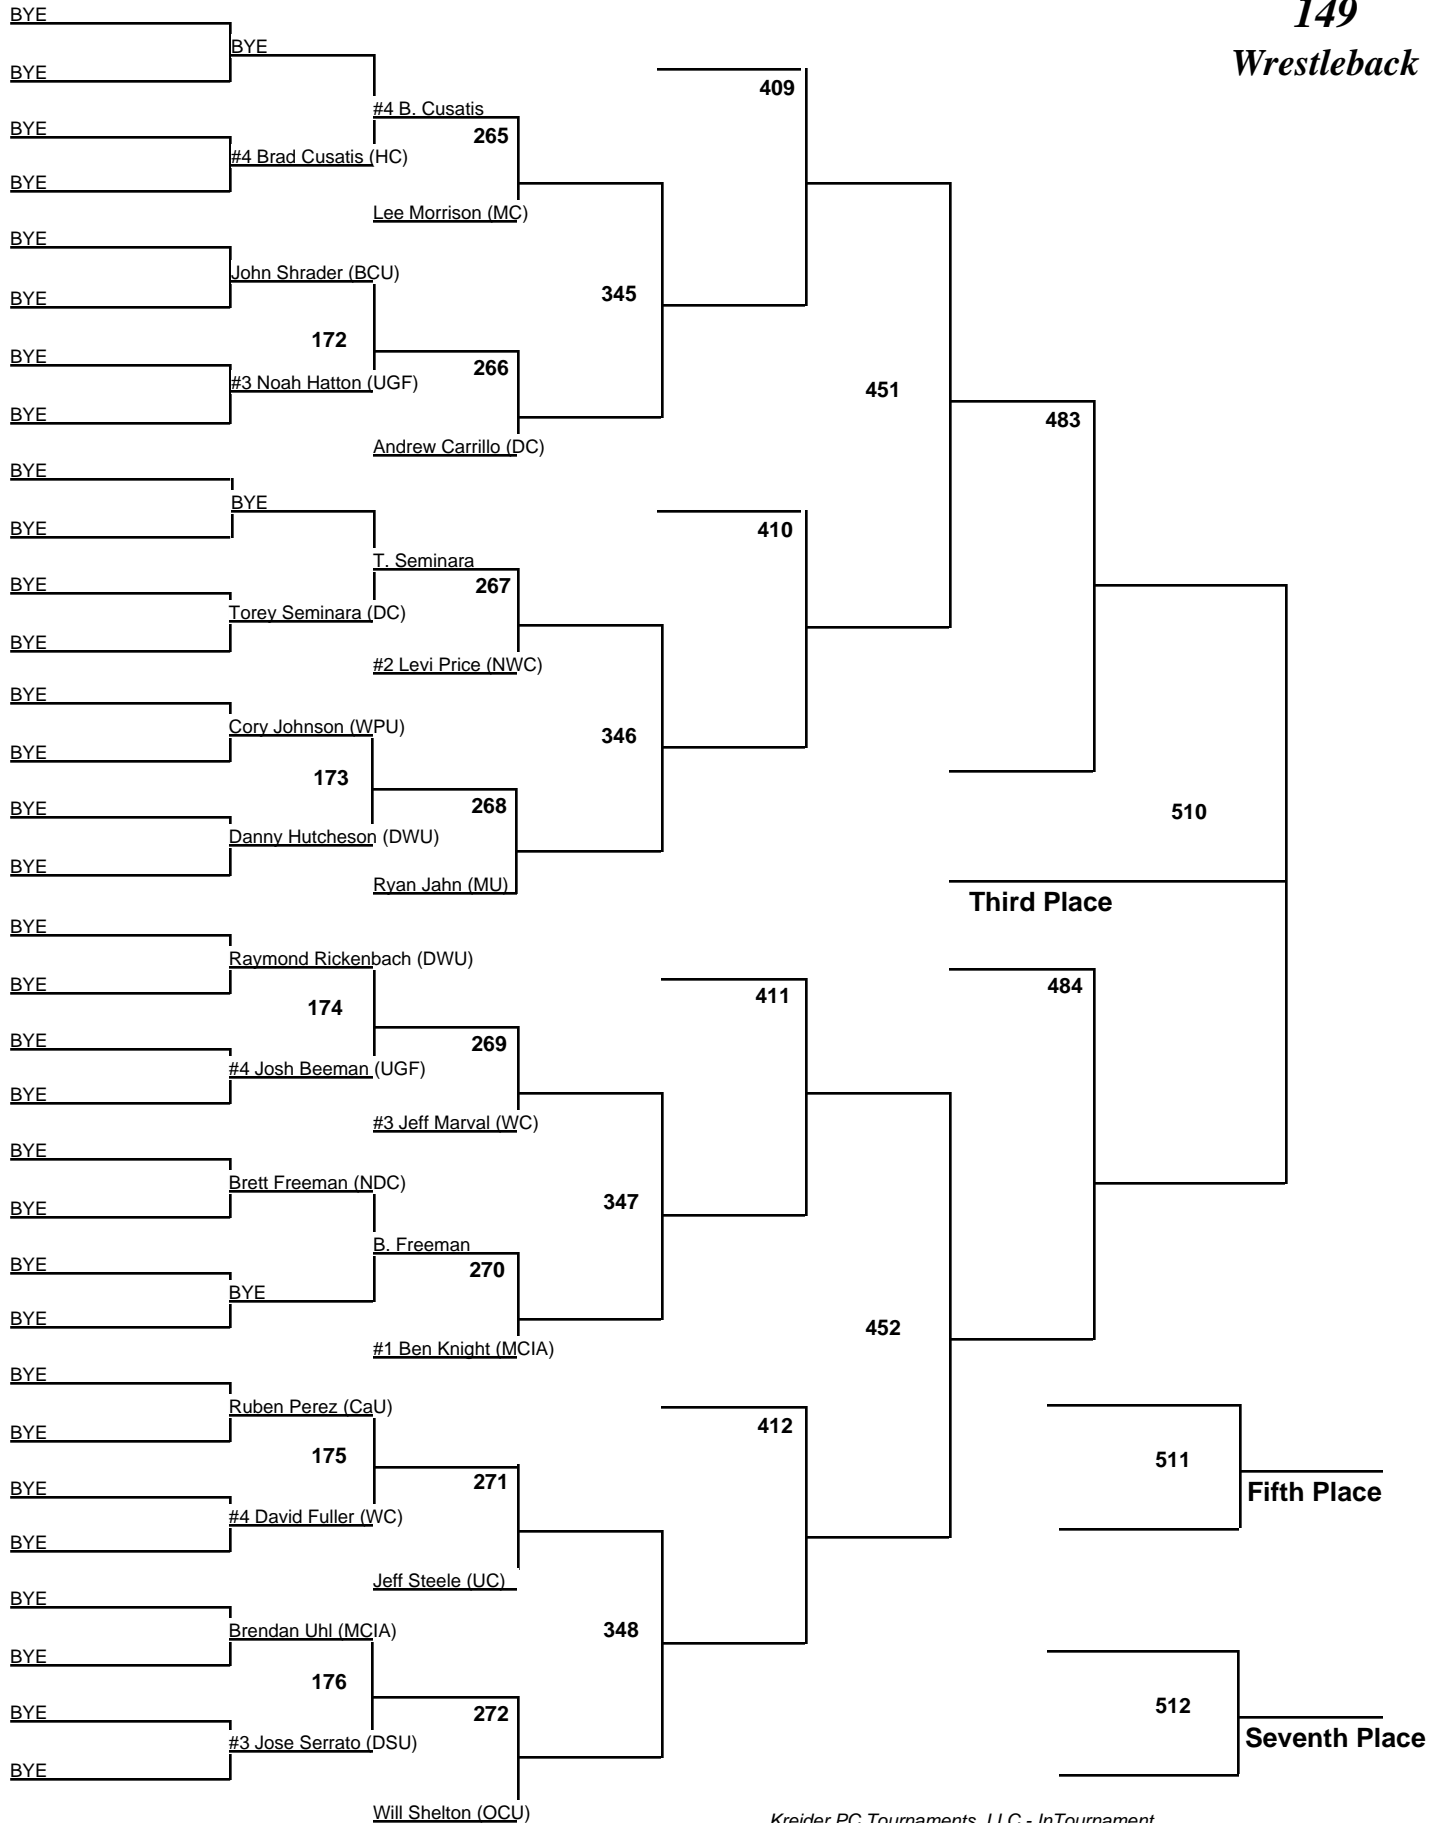 149
Wrestleback
BYE
BYE
BYE
#4 B. Cusatis
409
265
BYE
#4 Brad Cusatis (HC)
BYE
Lee Morrison (MC)
BYE
John Shrader (BCU)
BYE
345
172
BYE
#3 Noah Hatton (UGF)
266
451
BYE
483
Andrew Carrillo (DC)
BYE
BYE
BYE
410
T. Seminara
267
BYE
Torey Seminara (DC)
BYE
#2 Levi Price (NWC)
BYE
Cory Johnson (WPU)
346
BYE
173
BYE
268
510
Danny Hutcheson (DWU)
BYE
Ryan Jahn (MU)
Third Place
BYE
Raymond Rickenbach (DWU)
BYE
484
411
174
BYE
269
#4 Josh Beeman (UGF)
BYE
#3 Jeff Marval (WC)
BYE
Brett Freeman (NDC)
347
BYE
B. Freeman
BYE
270
BYE
BYE
452
#1 Ben Knight (MCIA)
BYE
Ruben Perez (CaU)
BYE
412
175
511
BYE
271
Fifth Place
#4 David Fuller (WC)
BYE
Jeff Steele (UC)
BYE
Brendan Uhl (MCIA)
348
BYE
176
512
BYE
272
#3 Jose Serrato (DSU)
Seventh Place
BYE
Will Shelton (OCU)
Kreider PC Tournaments, LLC - InTournament